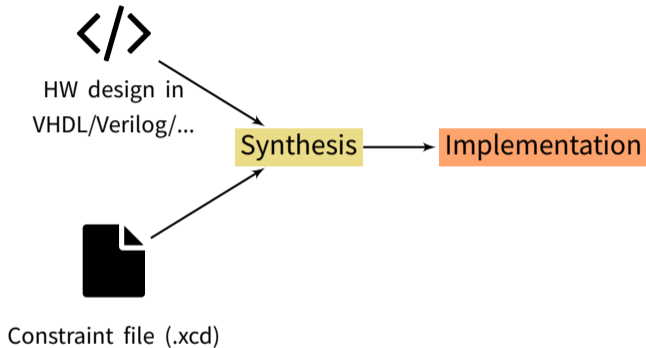 HW design in
VHDL/Verilog/...
Synthesis
Implementation
Constraint file (.xcd)